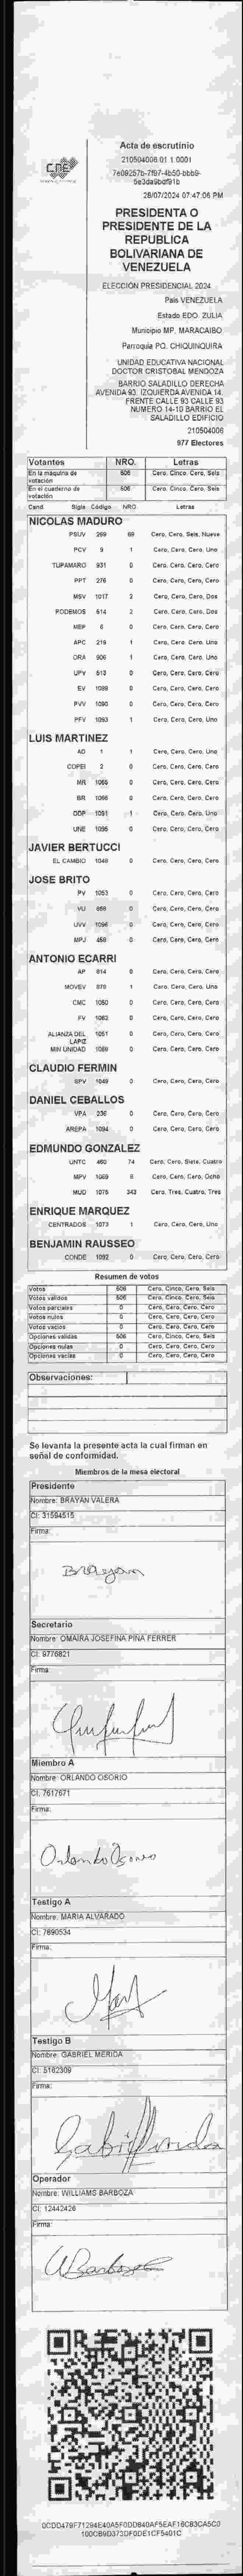 CNE
Acta de escrutinio
210504006.01.1.0001
28/07/2024 07:47:06 PM
PRESIDENTA O
PRESIDENTE DE LA
REPUBLICA
BOLIVARIANA DE
VENEZUELA
ELECCIÓN PRESIDENCIAL 2024
País VENEZUELA
Estado EDO. ZULIA
Municipio MP. MARACAIBO
Parroquia PQ. CHIQUINQUIRA
UNIDAD EDUCATIVA NACIONAL
DOCTOR CRISTOBAL MENDOZA
BARRIO SALADILLO DERECHA
AVENIDA 93. IZQUIERDA AVENIDA 14.
FRENTE CALLE 93 CALLE 93
NUMERO 14-10 BARRIO EL
SALADILLO EDIFICIO
210504006
977 Electores
Votantes NRO. Letras
En la máquina de votación 506 Cero, Cinco, Cero, Seis
En el cuaderno de votación 506 Cero, Cinco, Cero, Seis
Cand. Sigla Código NRO Letras
NICOLAS MADURO
PSUV 269 69 Cero, Cero, Seis, Nueve
PCV 9 1 Cero, Cero, Cero, Uno
TUPAMARO 931 0 Cero, Cero, Cero, Cero
PPT 276 0 Cero, Cero, Cero, Cero
MSV 1017 2 Cero, Cero, Cero, Dos
PODEMOS 514 2 Cero, Cero, Cero, Dos
MEP 6 0 Cero, Cero, Cero, Cero
APC 219 1 Cero, Cero, Cero, Uno
ORA 906 1 Cero, Cero, Cero, Uno
UPV 513 0 Cero, Cero, Cero, Cero
EV 1089 0 Cero, Cero, Cero, Cero
PVV 1090 0 Cero, Cero, Cero, Cero
PFV 1093 1 Cero, Cero, Cero, Uno
LUIS MARTINEZ
AD 1 1 Cero, Cero, Cero, Uno
COPEI 2 0 Cero, Cero, Cero, Cero
MR 0 Cero, Cero, Cero, Cero
BR 1066 0 Cero, Cero, Cero, Cero
DDP 1091 1 Cero, Cero, Cero, Uno
UNE 1095 0 Cero, Cero, Cero, Cero
JAVIER BERTUCCI
EL CAMBIO 1048 0 Cero, Cero, Cero, Cero
JOSE BRITO
PV 1053 0 Cero, Cero, Cero, Cero
VU 0 Cero, Cero, Cero, Cero
UVV 1096 0 Cero, Cero, Cero, Cero
MPJ 458 0 Cero, Cero, Cero, Cero
ANTONIO ECARRI
AP 814 0 Cero, Cero, Cero, Cero
MOVEV 1 Cero, Cero, Cero, Uno
CMC 1050 0 Cero, Cero, Cero, Cero
FV 0 Cero, Cero, Cero, Cero
ALIANZA DEL LAPIZ 1051 0 Cero, Cero, Cero, Cero
MIN UNIDAD 0 Cero, Cero, Cero, Cero
CLAUDIO FERMIN
SPV 1049 0 Cero, Cero, Cero, Cero
DANIEL CEBALLOS
VPA 236 0 Cero, Cero, Cero, Cero
AREPA 1094 0 Cero, Cero, Cero, Cero
EDMUNDO GONZALEZ
UNTC 460 74 Cero, Cero, Siete, Cuatro
MPV 1069 8 Cero, Cero, Cero, Ocho
MUD 1075 343 Cero, Tres, Cuatro, Tres
ENRIQUE MARQUEZ
CENTRADOS 1073 1 Cero, Cero, Cero, Uno
BENJAMIN RAUSSEO
CONDE 1092 0 Cero, Cero, Cero, Cero
Resumen de votos
Votos 506 Cero, Cinco, Cero, Seis
Votos válidos 506 Cero, Cinco, Cero, Seis
Votos parciales 0 Cero, Cero, Cero, Cero
Votos nulos 0 Cero, Cero, Cero, Cero
Votos vacíos 0 Cero, Cero, Cero, Cero
Opciones válidas 506 Cero, Cinco, Cero, Seis
Opciones nulas 0 Cero, Cero, Cero, Cero
Opciones vacías 0 Cero, Cero, Cero, Cero
Observaciones:
Se levanta la presente acta la cual firman en
señal de conformidad.
Miembros de la mesa electoral
Presidente
Nombre: BRAYAN VALERA
CI: 31594515
Firma:
Brayan
Secretario
Nombre: OMAIRA JOSEFINA PIÑA FERRER
CI: 9776821
Firma:
Miembro A
Nombre: ORLANDO OSORIO
CI: 7617671
Firma:
Orlando Osorio
Testigo A
Nombre: MARIA ALVARADO
CI: 7890534
Firma:
Testigo B
Nombre: GABRIEL MERIDA
CI: 5162309
Firma:
Operador
Nombre: WILLIAMS BARBOZA
CI: 12442426
Firma:
WBarboza